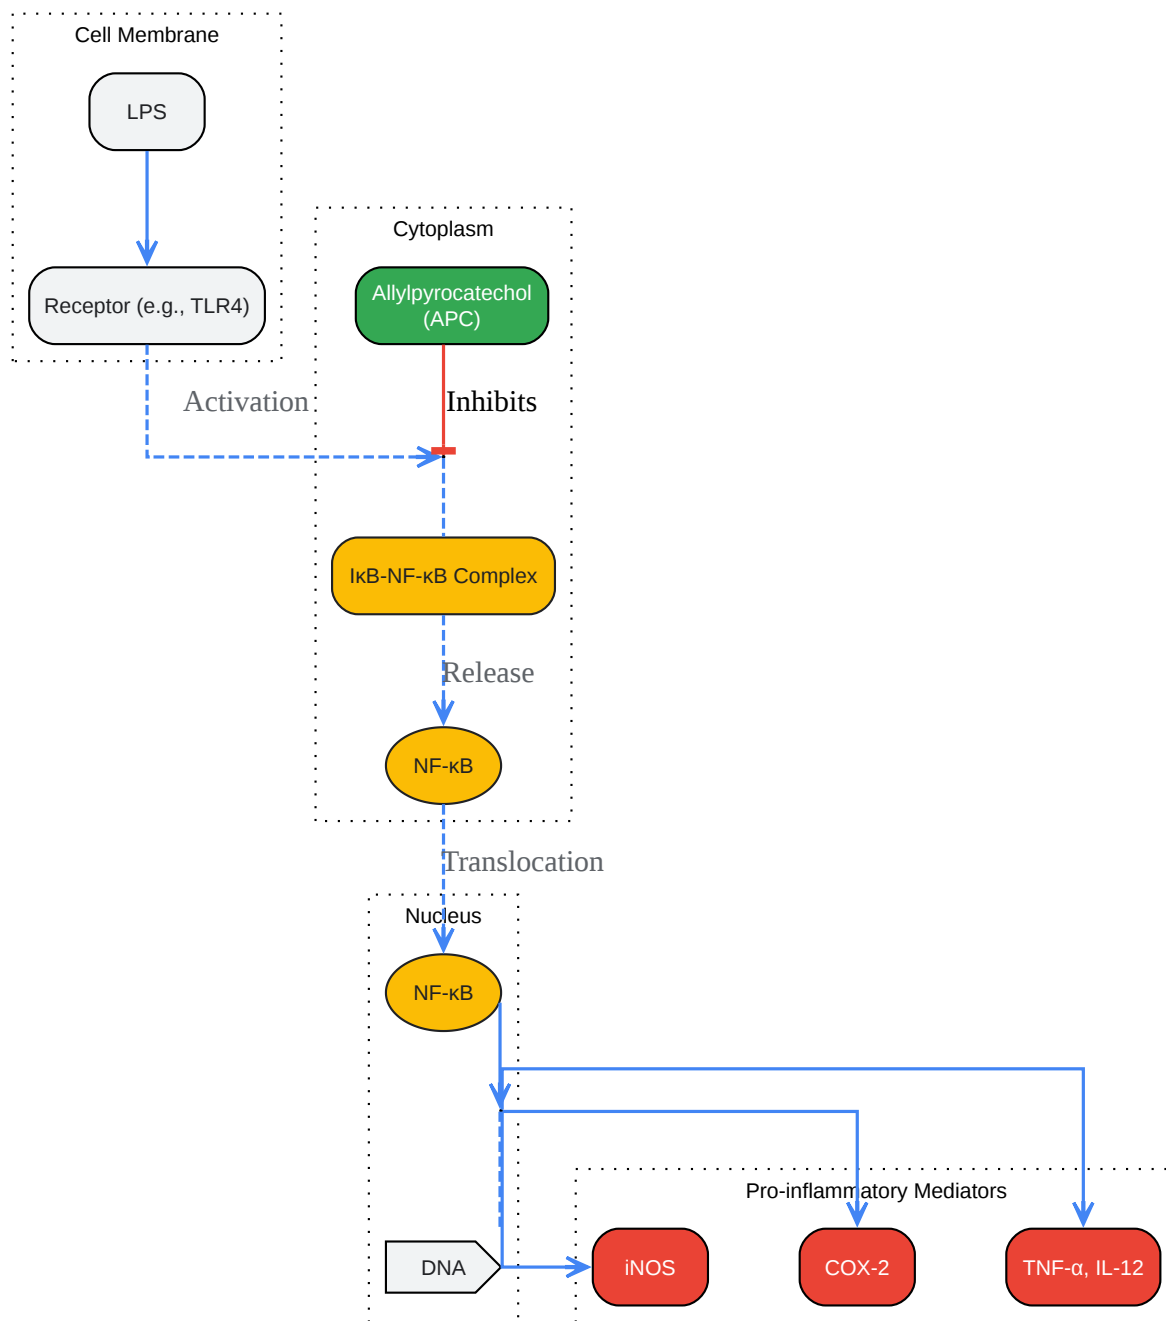 Cell Membrane
LPS
Receptor (e.g., TLR4)
Cytoplasm
Allylpyrocatechol
(APC)
Activation
Inhibits
IκB-NF-κB Complex
Release
NF-κB
Translocation
Nucleus
NF-κB
Pro-inflammatory Mediators
DNA
iNOS
COX-2
TNF-α, IL-12